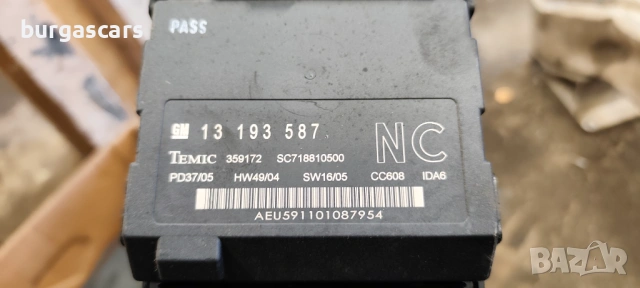 burgascars
PASS
GM 13 193 587 NC
TEMIC 359172 SC718810500
PD37/05 HW49/04 SW16/05 CC608 IDA6
AEU591101087954
BAZAR